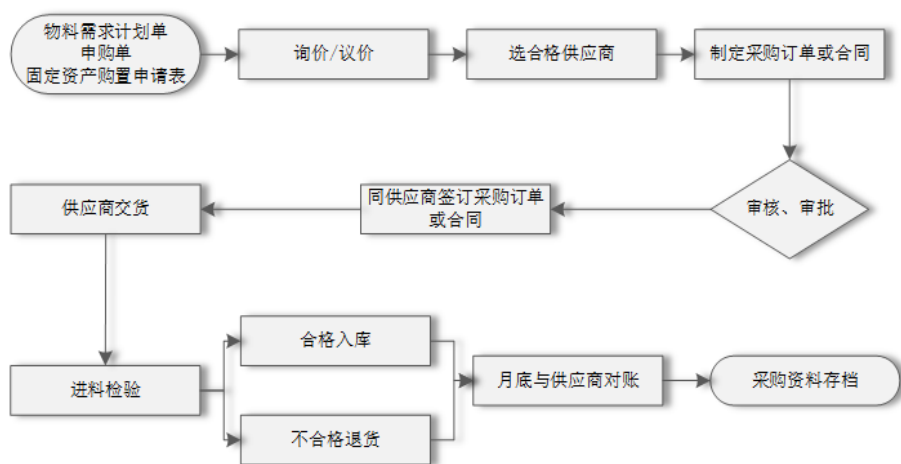 物料需求计划单
申购单
固定资产购置申请表
询价/议价
选合格供应商
制定采购订单或合同
审核、审批
同供应商签订采购订单
或合同
供应商交货
进料检验
合格入库
不合格退货
月底与供应商对账
采购资料存档